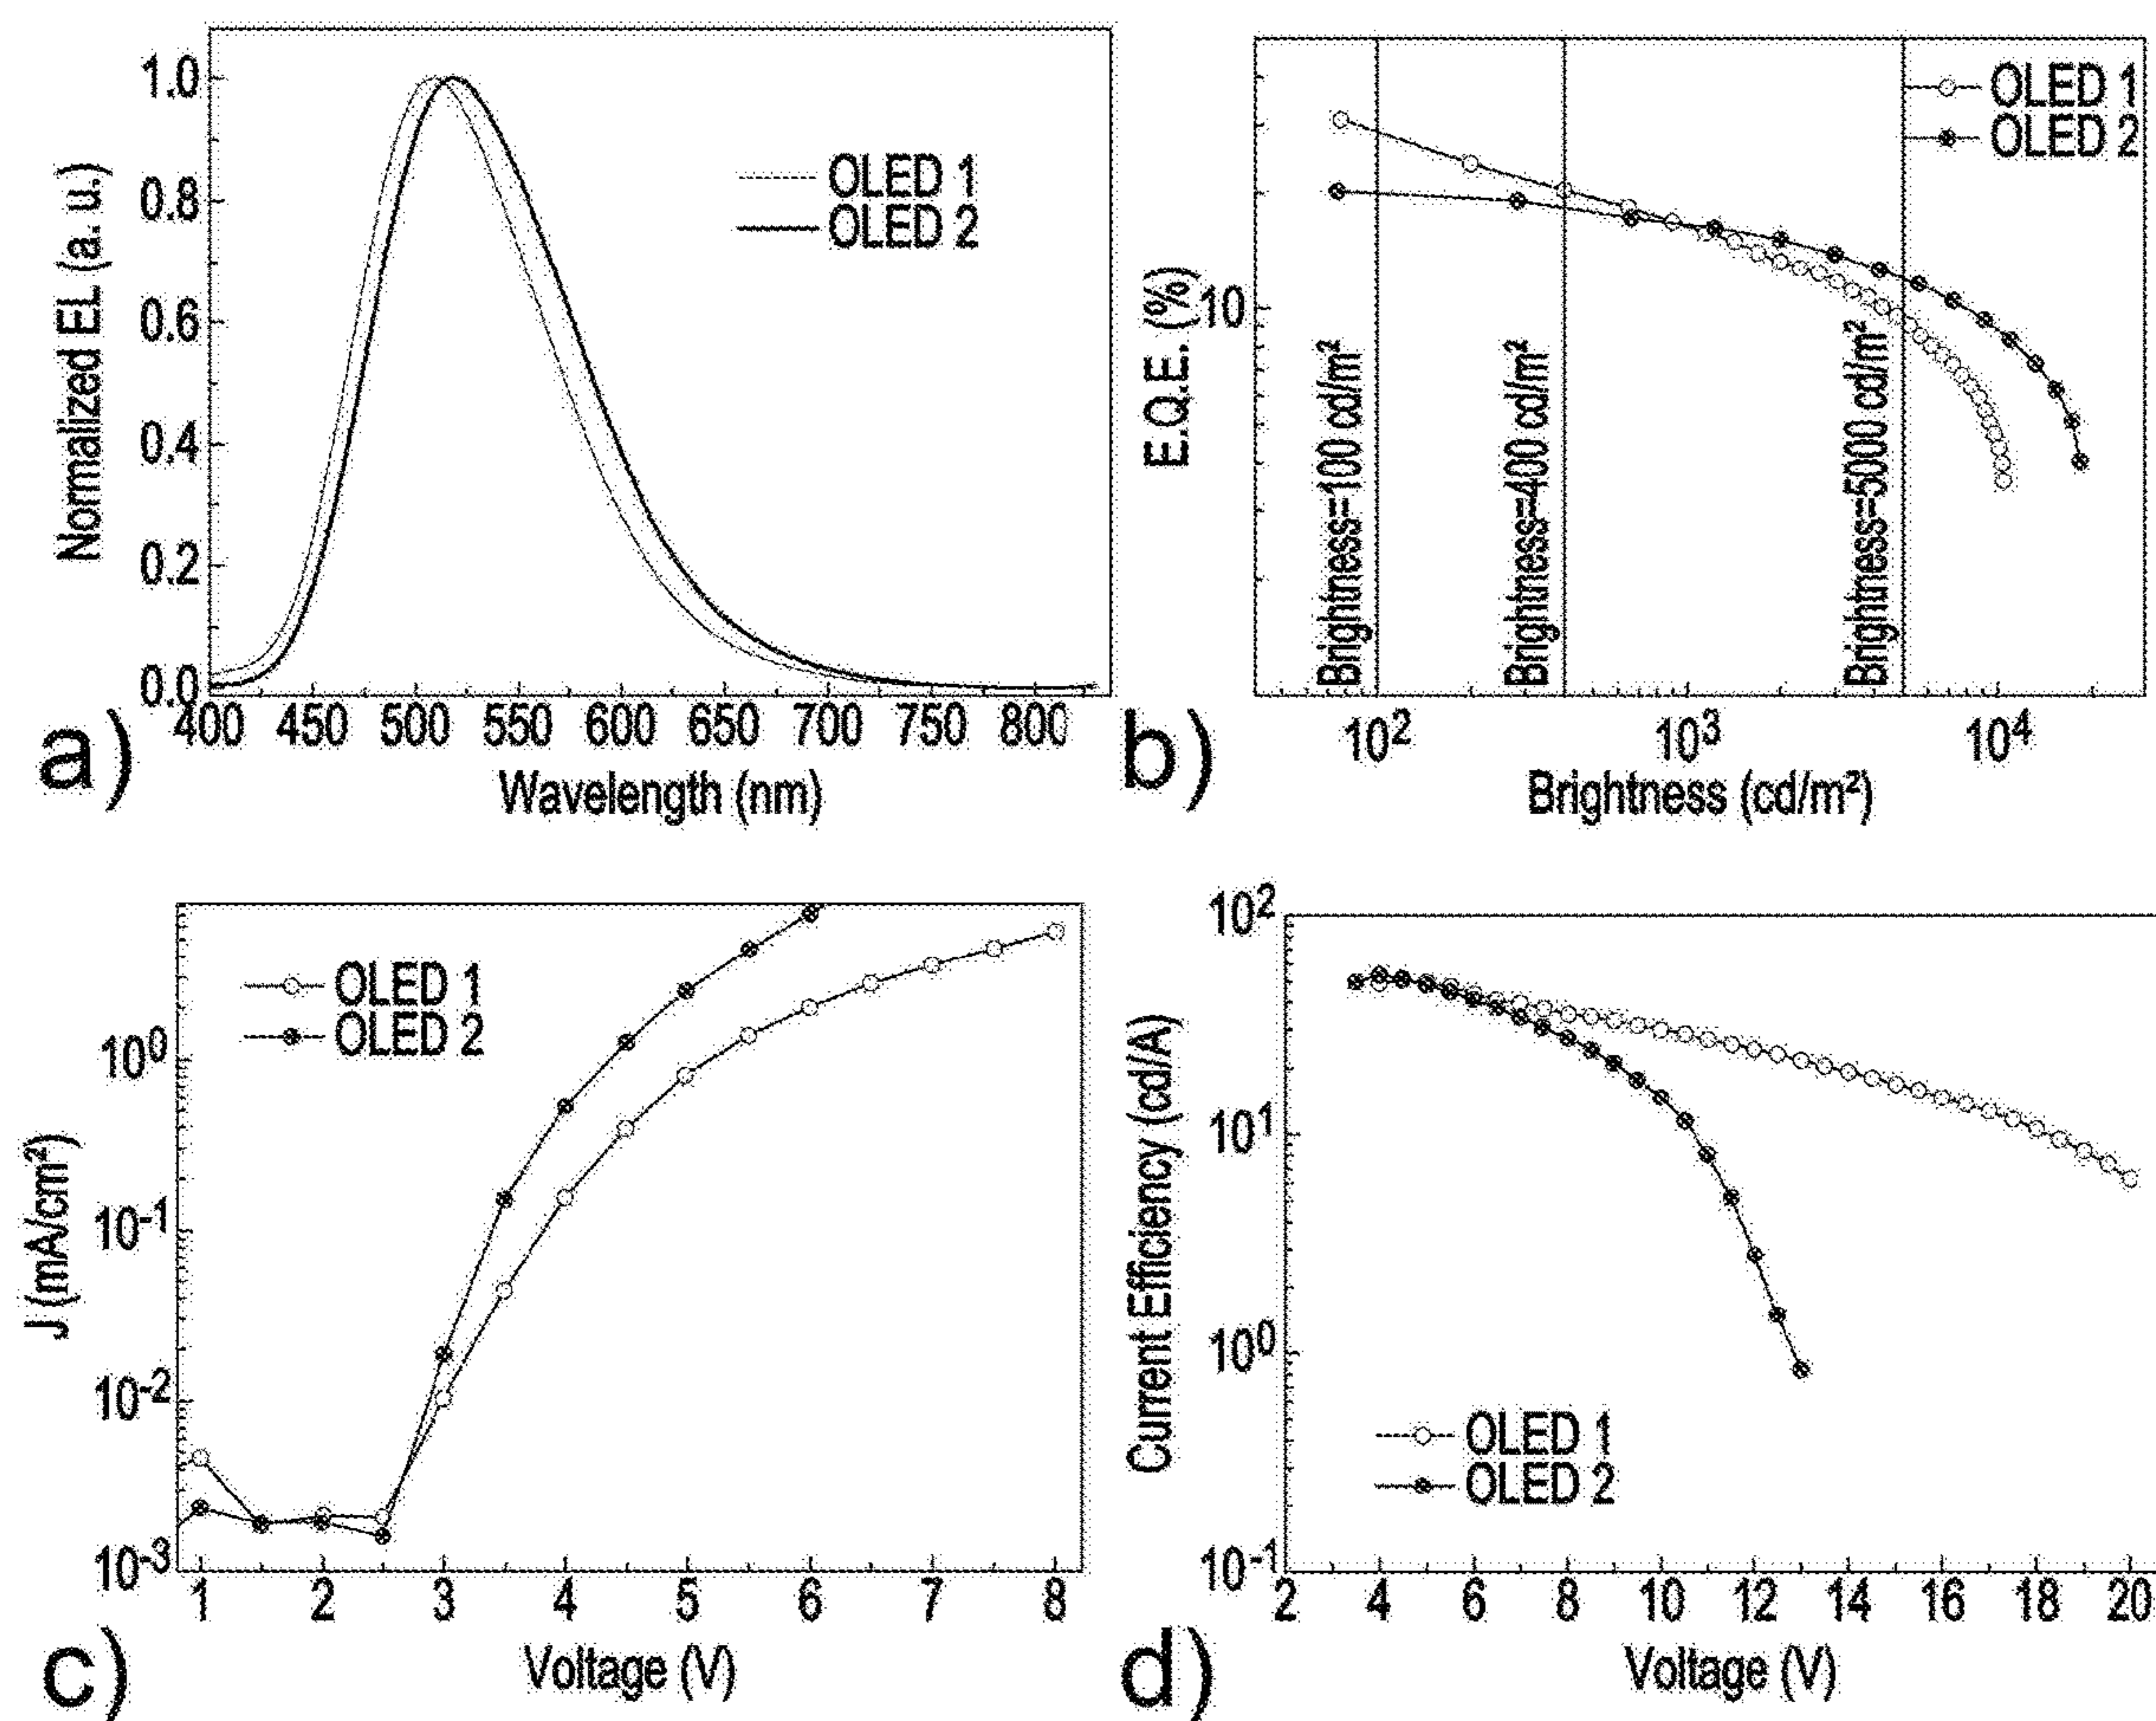 1.0
0.8
0.6
0.4
0.2
0.0
Normalized EL (a. u.)
OLED 1
OLED 2
400 450 500 550 600 650 700 750 800
Wavelength (nm)
a)
OLED 1
OLED 2
10
E.Q.E. (%)
Brightness=100 cd/m²
Brightness=400 cd/m²
Brightness=5000 cd/m²
10² 10³ 10⁴
Brightness (cd/m²)
b)
OLED 1
OLED 2
10⁰
10⁻¹
10⁻²
10⁻³
J (mA/cm²)
1 2 3 4 5 6 7 8
Voltage (V)
c)
10²
10¹
10⁰
10⁻¹
Current Efficiency (cd/A)
OLED 1
OLED 2
2 4 6 8 10 12 14 16 18 20
Voltage (V)
d)